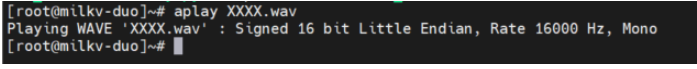 [root@milkv-duo]~# aplay XXXX.wav
Playing WAVE 'XXXX.wav' : Signed 16 bit Little Endian, Rate 16000 Hz, Mono
[root@milkv-duo]~#